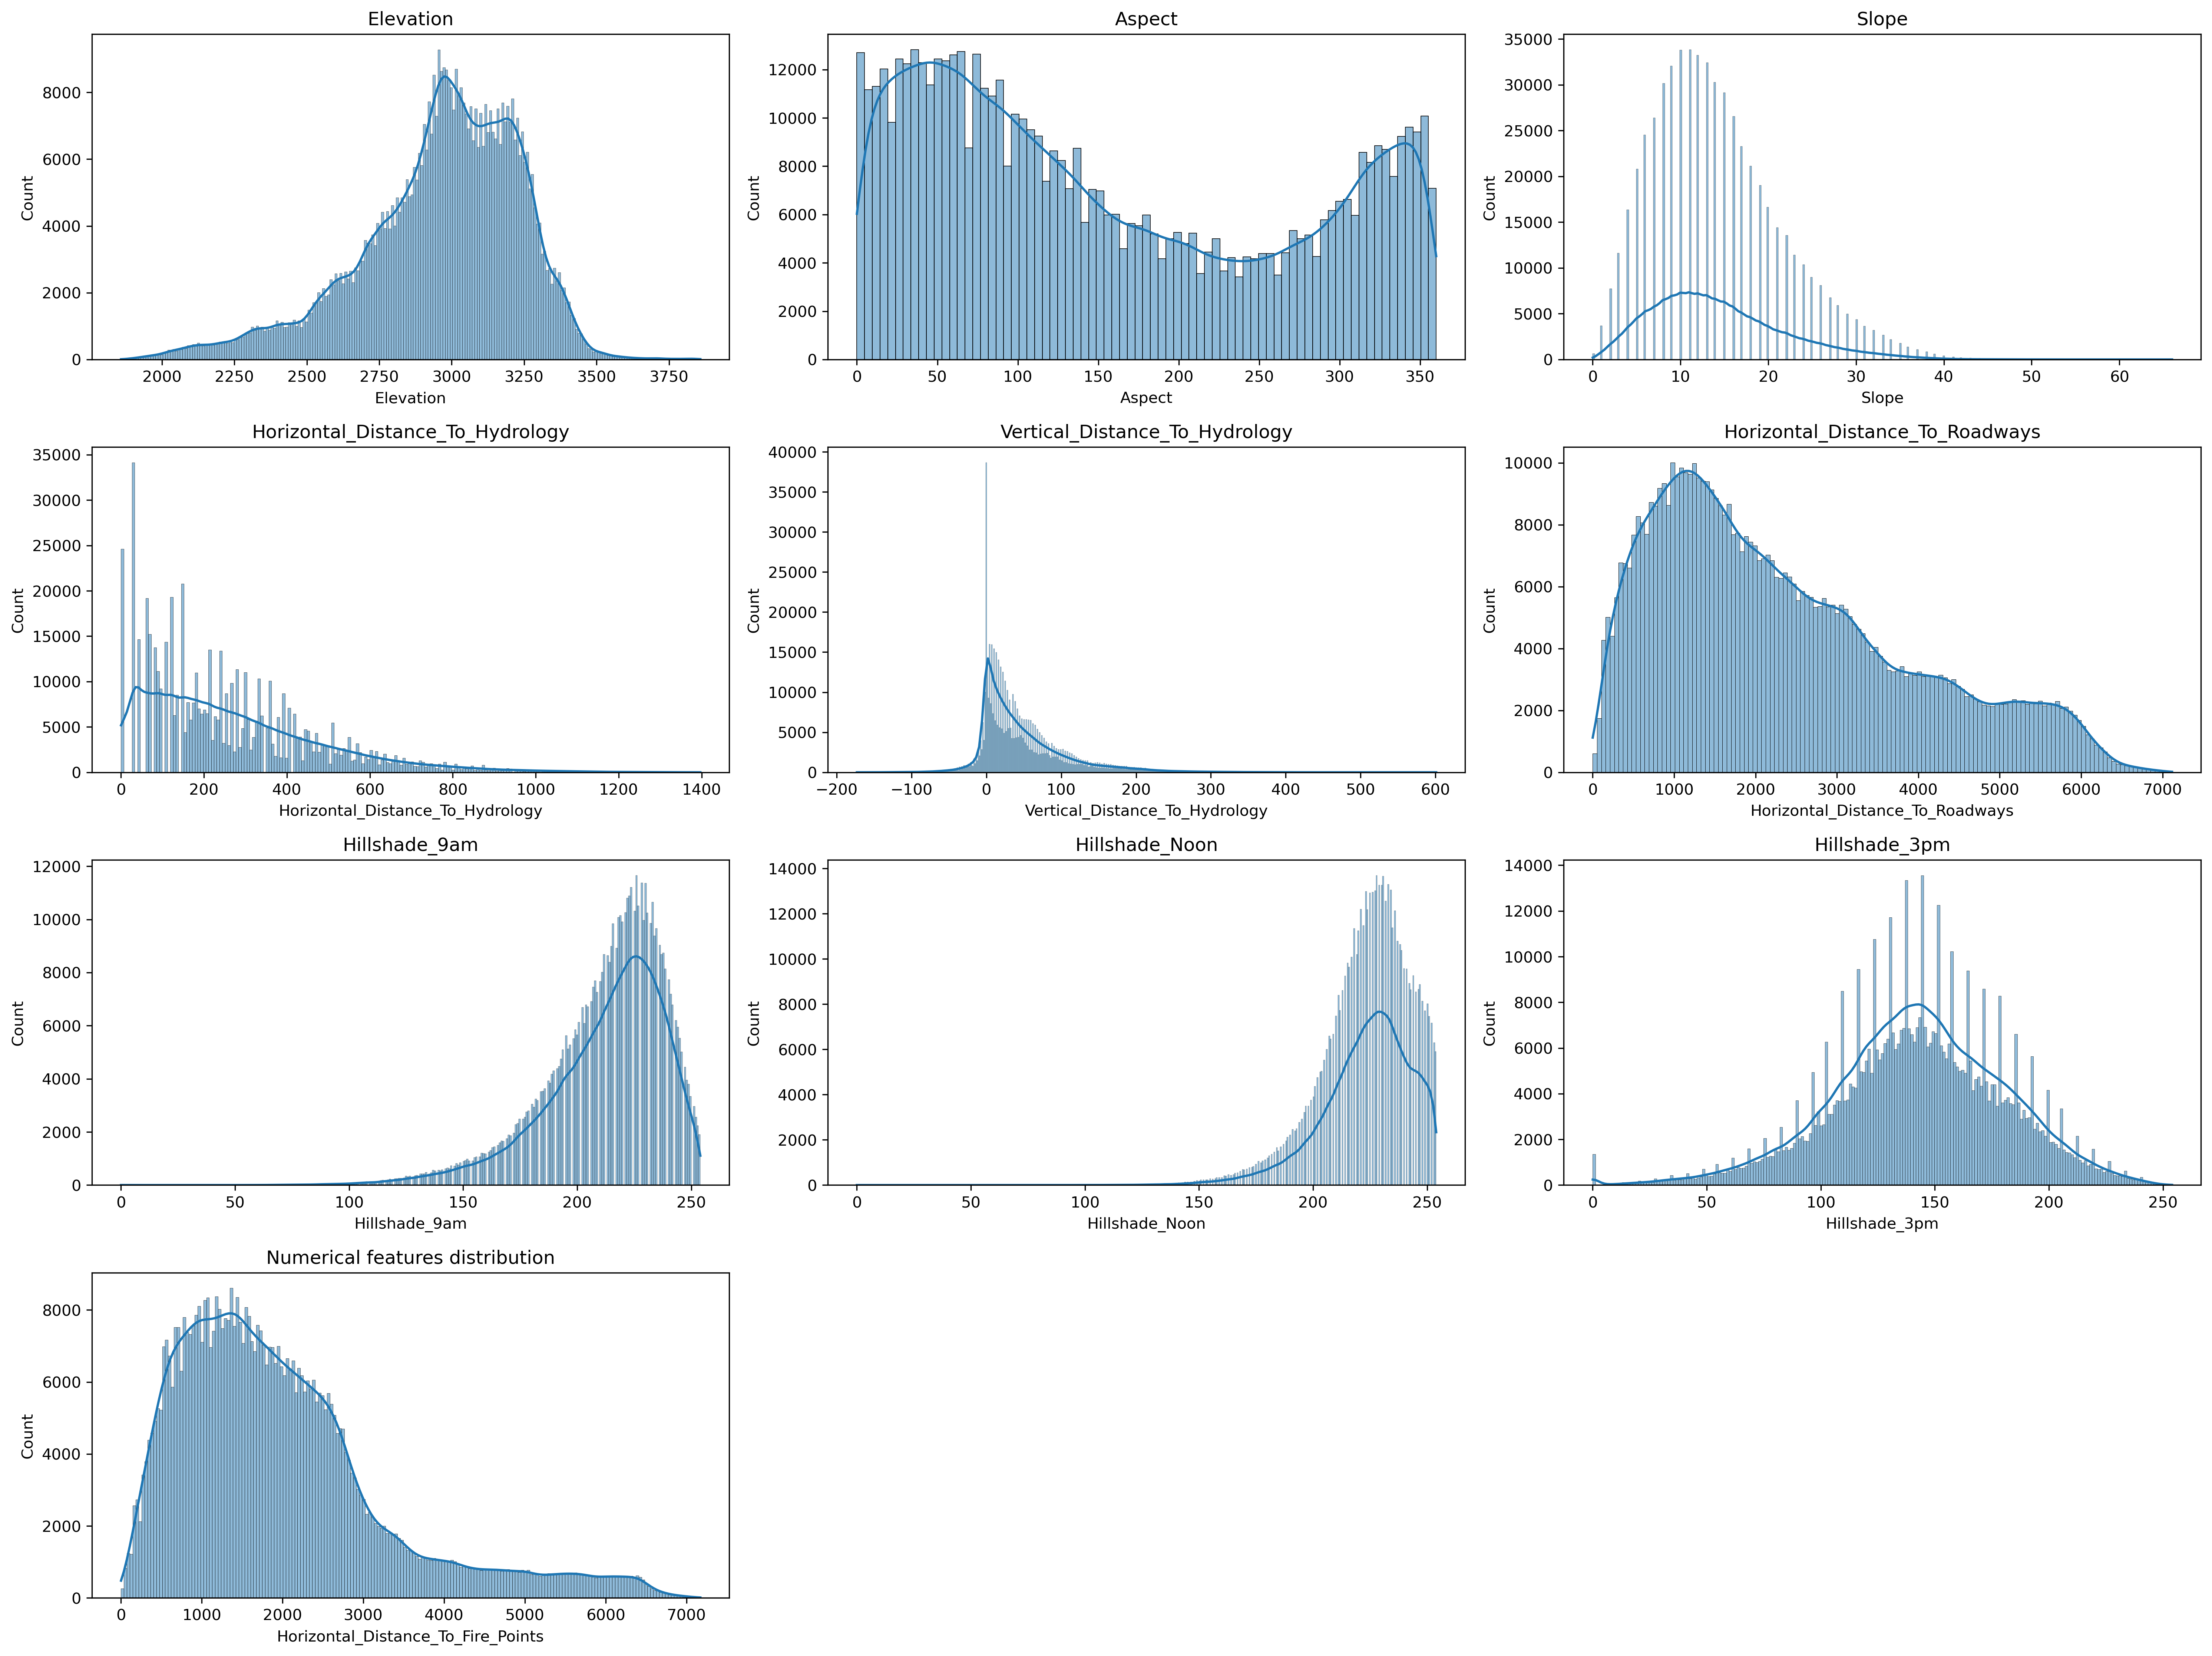 Elevation
Aspect
Slope
Count
8000
6000
4000
2000
0
2000 2250 2500 2750 3000 3250 3500 3750
Elevation
Count
12000
10000
8000
6000
4000
2000
0
0 50 100 150 200 250 300 350
Aspect
Count
35000
30000
25000
20000
15000
10000
5000
0
0 10 20 30 40 50 60
Slope
Horizontal_Distance_To_Hydrology
Vertical_Distance_To_Hydrology
Horizontal_Distance_To_Roadways
Count
35000
30000
25000
20000
15000
10000
5000
0
0 200 400 600 800 1000 1200 1400
Horizontal_Distance_To_Hydrology
Count
40000
35000
30000
25000
20000
15000
10000
5000
0
−200 −100 0 100 200 300 400 500 600
Vertical_Distance_To_Hydrology
Count
10000
8000
6000
4000
2000
0
0 1000 2000 3000 4000 5000 6000 7000
Horizontal_Distance_To_Roadways
Hillshade_9am
Hillshade_Noon
Hillshade_3pm
Count
12000
10000
8000
6000
4000
2000
0
0 50 100 150 200 250
Hillshade_9am
Count
14000
12000
10000
8000
6000
4000
2000
0
0 50 100 150 200 250
Hillshade_Noon
Count
14000
12000
10000
8000
6000
4000
2000
0
0 50 100 150 200 250
Hillshade_3pm
Numerical features distribution
Count
8000
6000
4000
2000
0
0 1000 2000 3000 4000 5000 6000 7000
Horizontal_Distance_To_Fire_Points